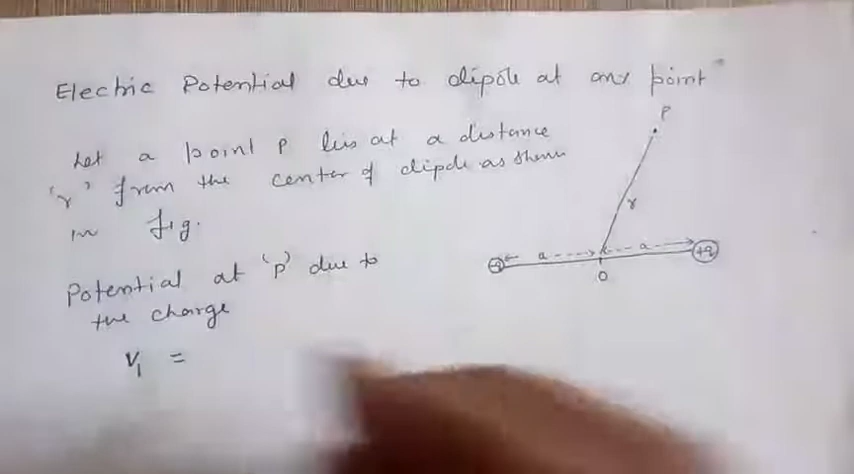 Electric Potential due to dipole at any point
Let a point P lies at a distance
'r' from the center of dipole as shown
in fig.
Potential at 'p' due to
the charge
V₁ =
P
r
-q a a +q
O